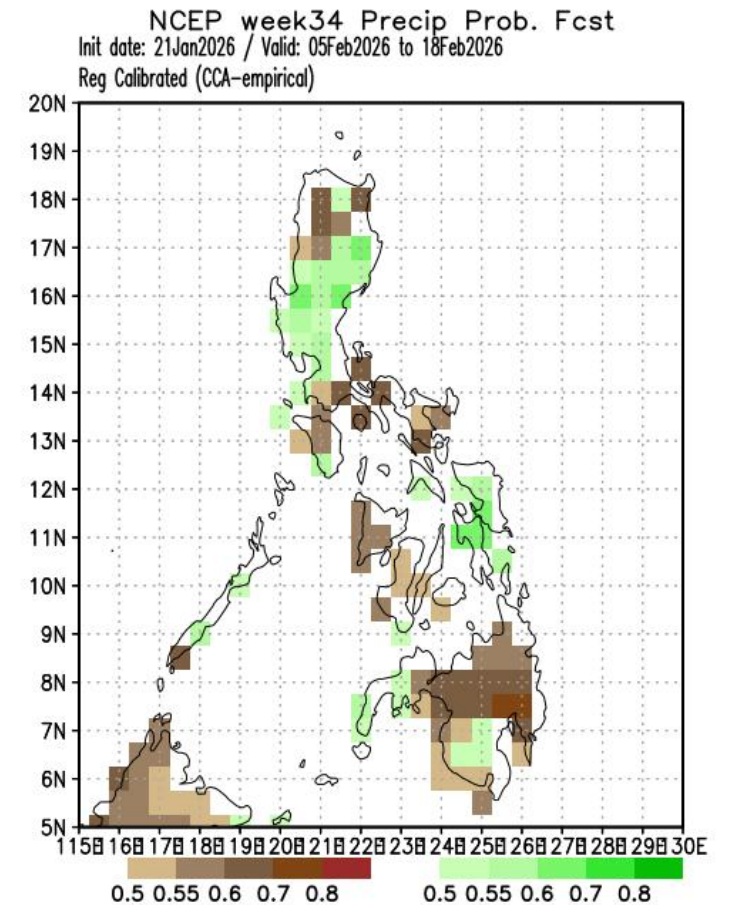 NCEP week34 Precip Prob. Fcst
Init date: 21Jan2026 / Valid: 05Feb2026 to 18Feb2026
Reg Calibrated (CCA-empirical)
20N
19N
18N
17N
16N
15N
14N
13N
12N
11N
10N
9N
8N
7N
6N
5N
115E 116E 117E 118E 119E 120E 121E 122E 123E 124E 125E 126E 127E 128E 129E 130E
0.5 0.55 0.6 0.7 0.8 0.5 0.55 0.6 0.7 0.8